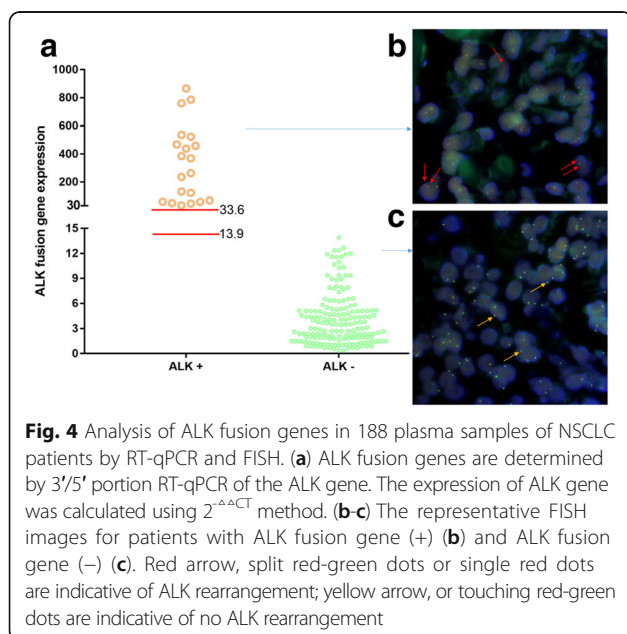 a
b
1000
800
600
400
200
30
33.6
15
13.9
12
9
6
3
0
ALK fusion gene expression
ALK +
ALK -
c
Fig. 4 Analysis of ALK fusion genes in 188 plasma samples of NSCLC
patients by RT-qPCR and FISH. (a) ALK fusion genes are determined
by 3′/5′ portion RT-qPCR of the ALK gene. The expression of ALK gene
was calculated using 2^-△△CT method. (b-c) The representative FISH
images for patients with ALK fusion gene (+) (b) and ALK fusion
gene (−) (c). Red arrow, split red-green dots or single red dots
are indicative of ALK rearrangement; yellow arrow, or touching red-green
dots are indicative of no ALK rearrangement